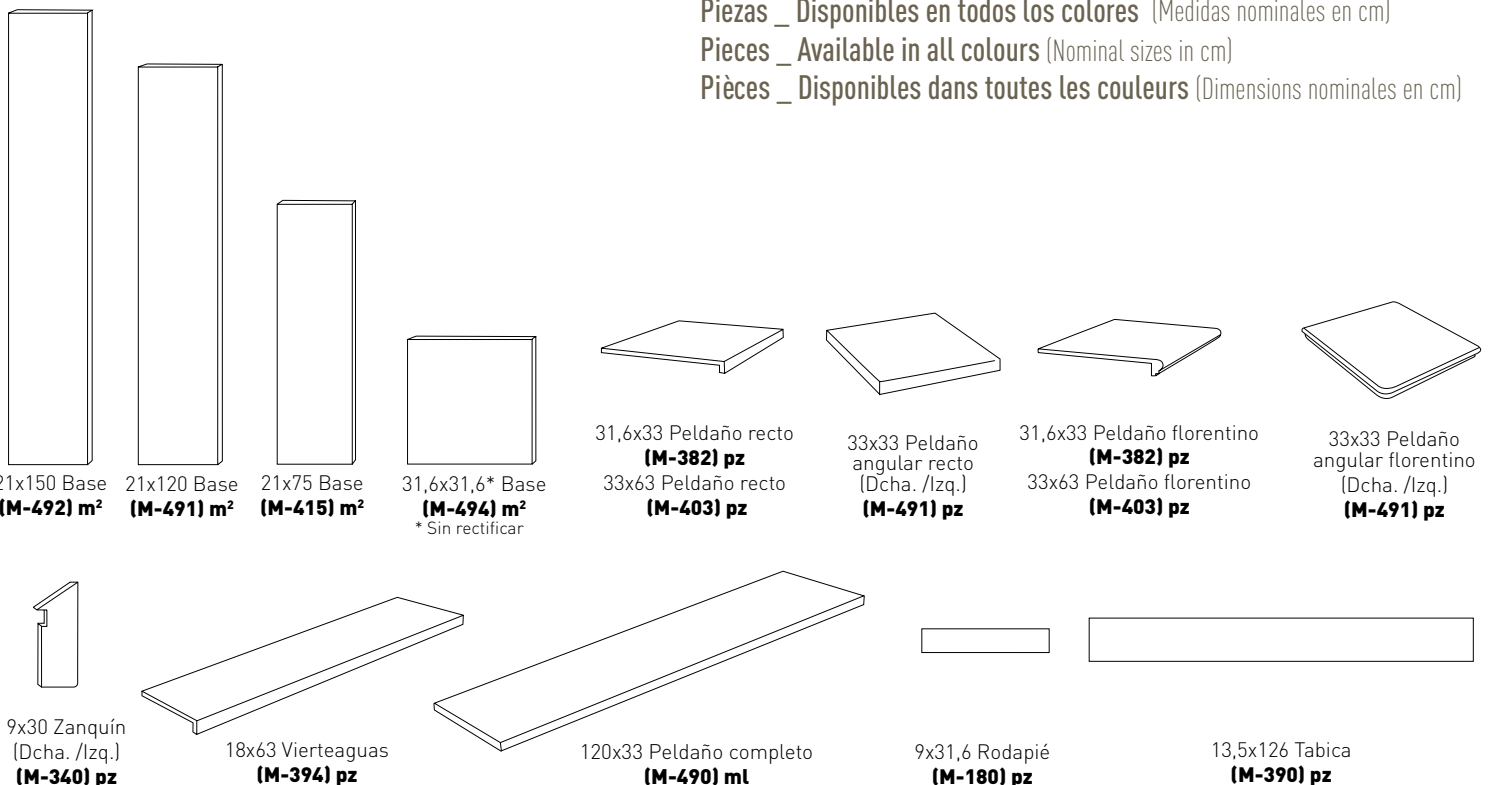 Piezas _ Disponibles en todos los colores (Medidas nominales en cm)
Pieces _ Available in all colours (Nominal sizes in cm)
Pièces _ Disponibles dans toutes les couleurs (Dimensions nominales en cm)
21x150 Base
(M-492) m²
21x120 Base
(M-491) m²
21x75 Base
(M-415) m²
31,6x31,6* Base
(M-494) m²
* Sin rectificar
31,6x33 Peldaño recto
(M-382) pz
33x63 Peldaño recto
(M-403) pz
33x33 Peldaño
angular recto
(Dcha. /Izq.)
(M-491) pz
31,6x33 Peldaño florentino
(M-382) pz
33x63 Peldaño florentino
(M-403) pz
33x33 Peldaño
angular florentino
(Dcha. /Izq.)
(M-491) pz
9x30 Zanquín
(Dcha. /Izq.)
(M-340) pz
18x63 Vierteaguas
(M-394) pz
120x33 Peldaño completo
(M-490) ml
9x31,6 Rodapié
(M-180) pz
13,5x126 Tabica
(M-390) pz